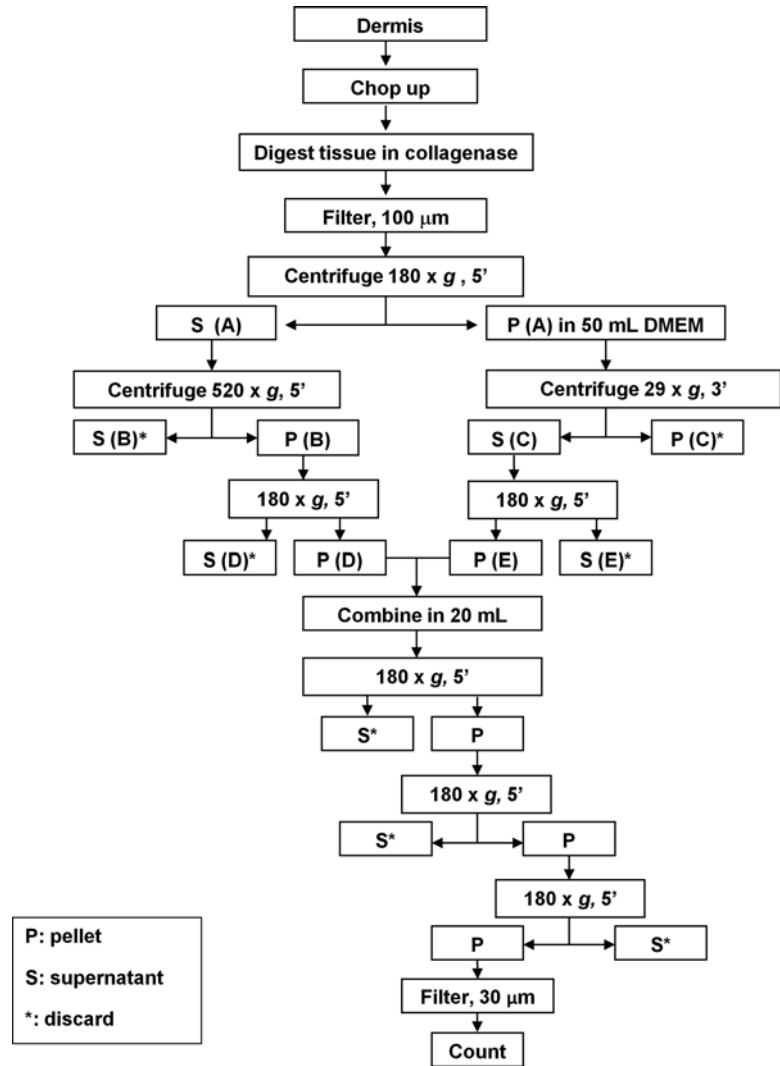 Dermis
Chop up
Digest tissue in collagenase
Filter, 100 μm
Centrifuge 180 x g , 5’
S (A)
P (A) in 50 mL DMEM
Centrifuge 520 x g, 5’
Centrifuge 29 x g, 3’
S (B)*
P (B)
S (C)
P (C)*
180 x g, 5’
180 x g, 5’
S (D)*
P (D)
P (E)
S (E)*
Combine in 20 mL
180 x g, 5’
S*
P
180 x g, 5’
S*
P
180 x g, 5’
P
S*
Filter, 30 μm
Count
P: pellet
S: supernatant
*: discard